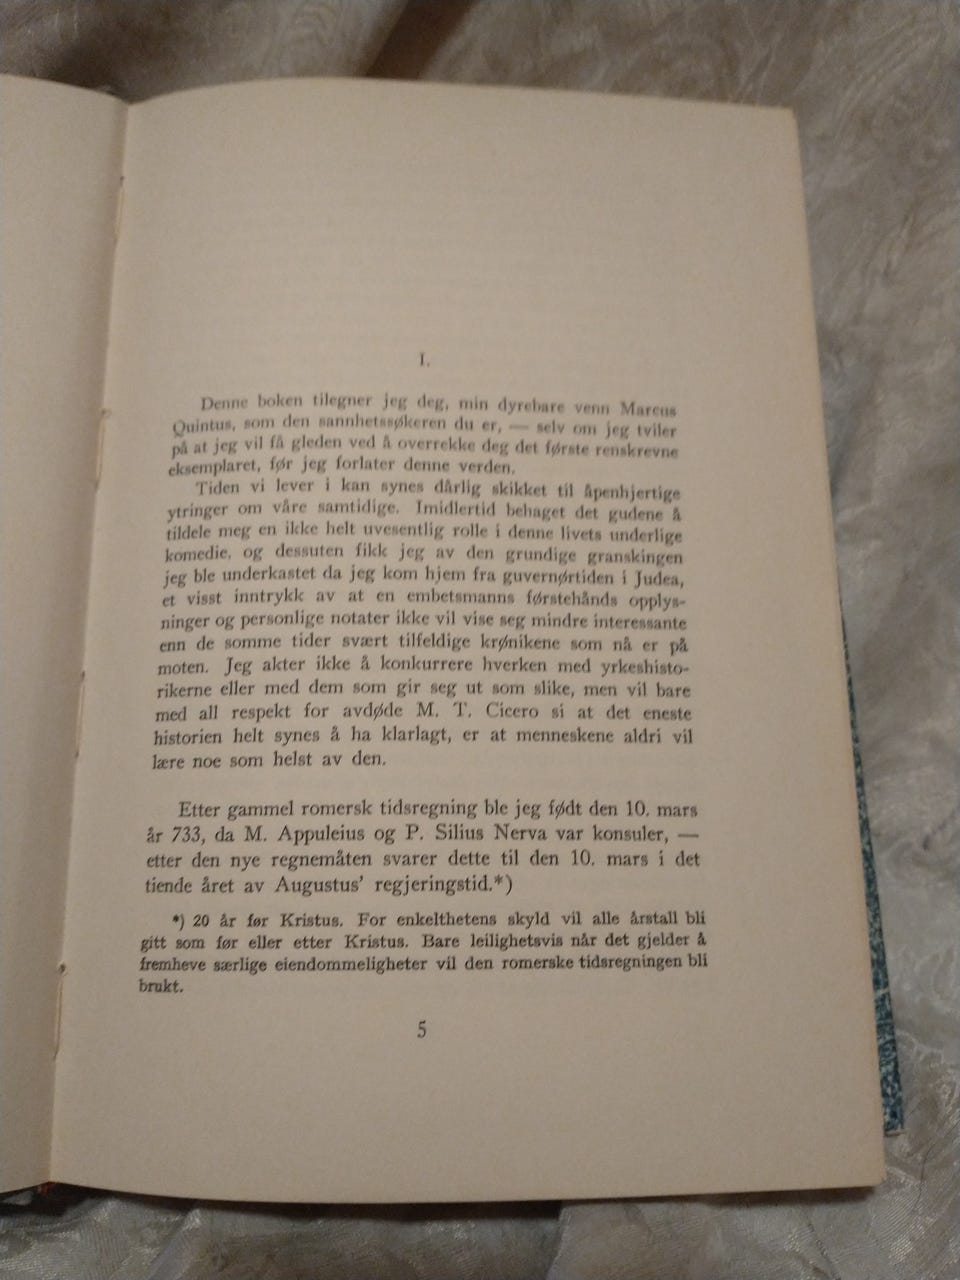 I.
Denne boken tilegner jeg deg, min dyrebare venn Marcus
Quintus, som den sannhetssøkeren du er, — selv om jeg tviler
på at jeg vil få gleden ved å overrekke deg det første renskrevne
eksemplaret, før jeg forlater denne verden.
Tiden vi lever i kan synes dårlig skikket til åpenhjertige
ytringer om våre samtidige. Imidlertid behaget det gudene å
tildele meg en ikke helt uvesentlig rolle i denne livets underlige
komedie, og dessuten fikk jeg av den grundige granskingen
jeg ble underkastet da jeg kom hjem fra guvernørtiden i Judea,
et visst inntrykk av at en embetsmanns førstehånds opplys-
ninger og personlige notater ikke vil vise seg mindre interessante
enn de somme tider svært tilfeldige krønikene som nå er på
moten. Jeg akter ikke å konkurrere hverken med yrkeshisto-
rikerne eller med dem som gir seg ut som slike, men vil bare
med all respekt for avdøde M. T. Cicero si at det eneste
historien helt synes å ha klarlagt, er at menneskene aldri vil
lære noe som helst av den.
Etter gammel romersk tidsregning ble jeg født den 10. mars
år 733, da M. Appuleius og P. Silius Nerva var konsuler, —
etter den nye regnemåten svarer dette til den 10. mars i det
tiende året av Augustus' regjeringstid.*)
*) 20 år før Kristus. For enkelthetens skyld vil alle årstall bli
gitt som før eller etter Kristus. Bare leilighetsvis når det gjelder å
fremheve særlige eiendommeligheter vil den romerske tidsregningen bli
brukt.
5